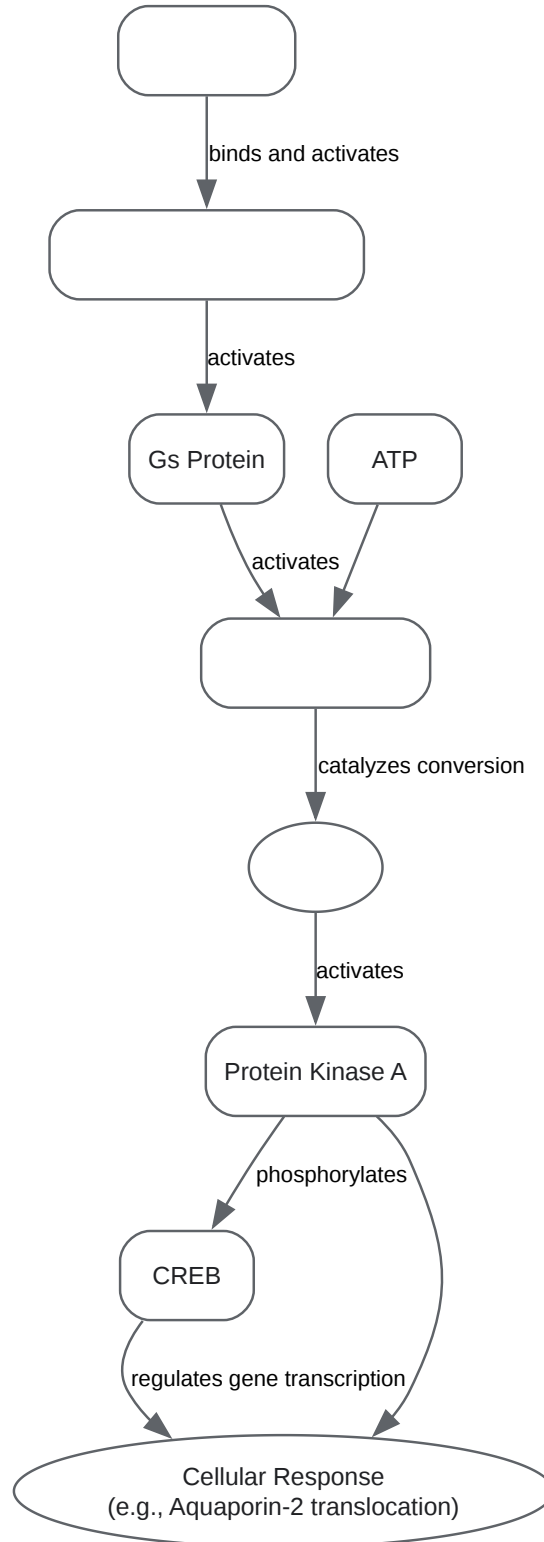 binds and activates
activates
Gs Protein
ATP
activates
catalyzes conversion
activates
Protein Kinase A
phosphorylates
CREB
regulates gene transcription
Cellular Response
(e.g., Aquaporin-2 translocation)